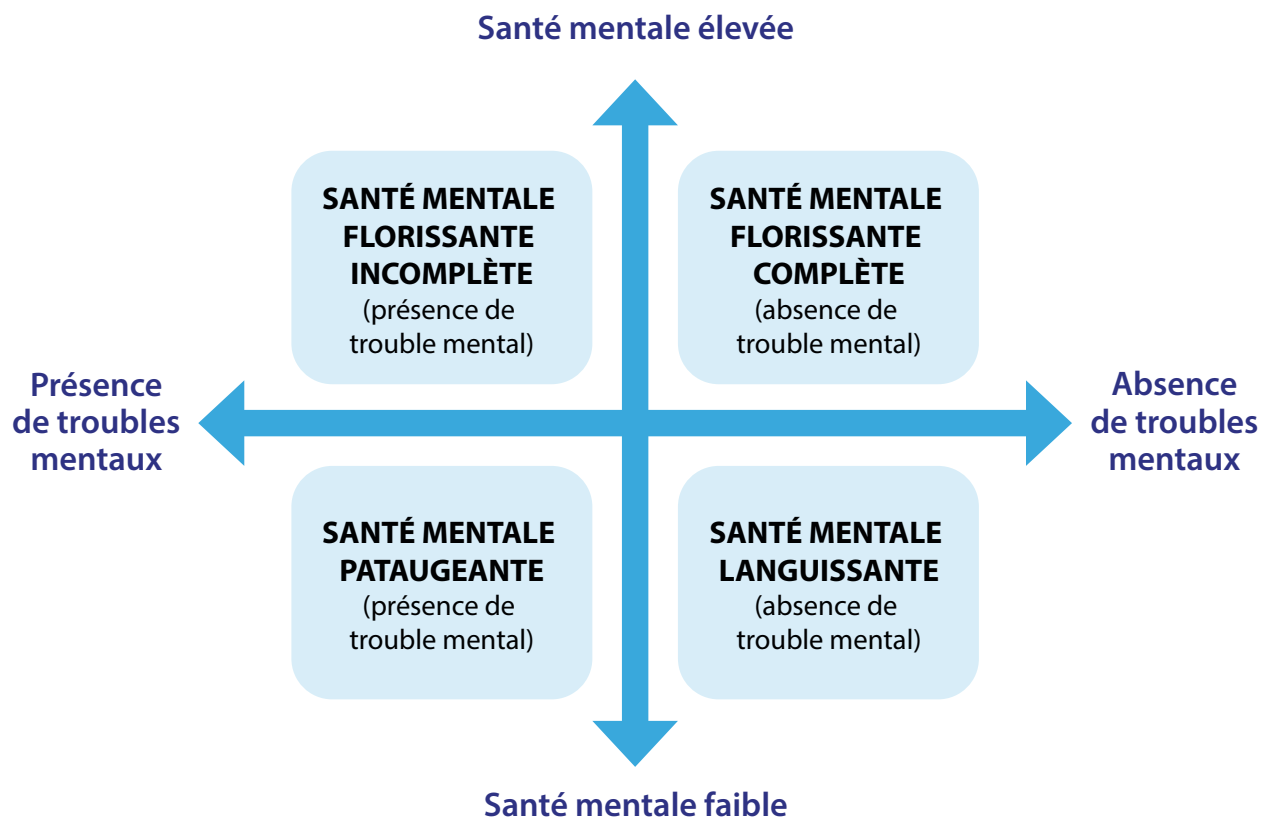 Santé mentale élevée
SANTÉ MENTALE
FLORISSANTE
INCOMPLÈTE
(présence de
trouble mental)
SANTÉ MENTALE
FLORISSANTE
COMPLÈTE
(absence de
trouble mental)
Présence
de troubles
mentaux
Absence
de troubles
mentaux
SANTÉ MENTALE
PATAUGEANTE
(présence de
trouble mental)
SANTÉ MENTALE
LANGUISSANTE
(absence de
trouble mental)
Santé mentale faible